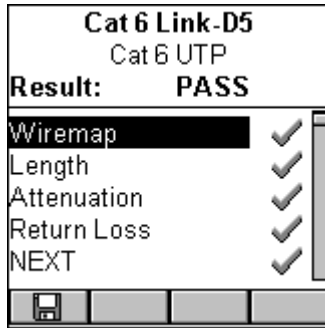 Cat 6 Link-D5
Cat 6 UTP
Result: PASS
Wiremap
Length
Attenuation
Return Loss
NEXT